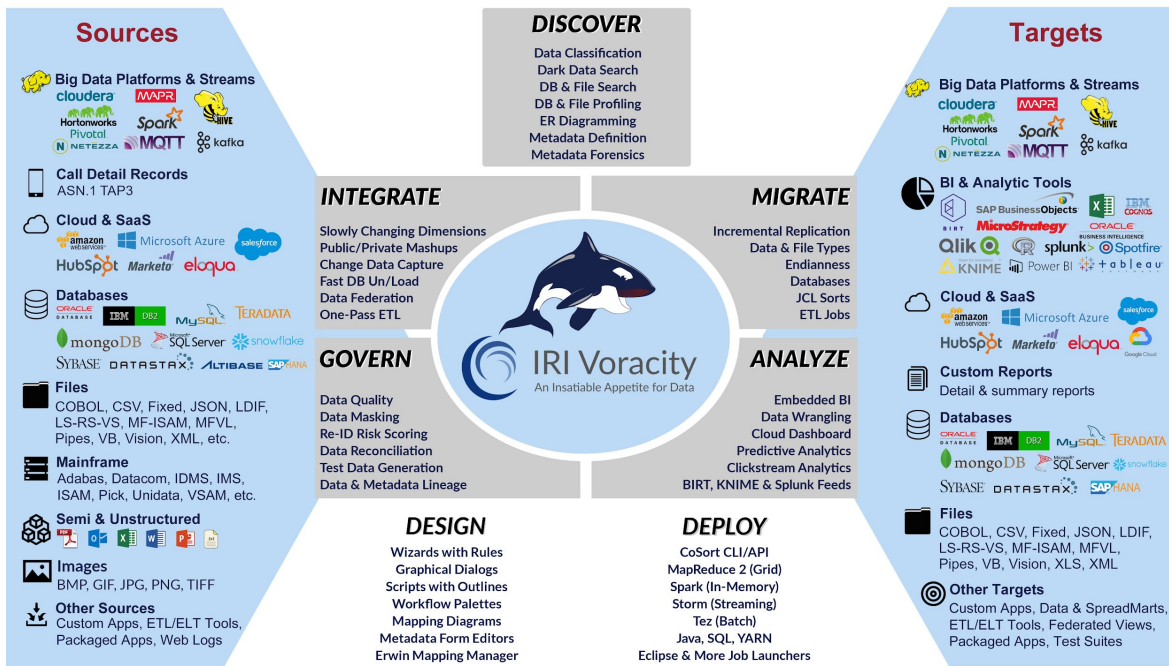 Sources
Big Data Platforms & Streams
cloudera
MAPR
HIVE
Hortonworks
Spark
Pivotal
NETEZZA
MQTT
kafka
Call Detail Records
ASN.1 TAP3
Cloud & SaaS
amazon
webservices™
Microsoft Azure
salesforce
HubSpot
Marketo
eloqua
Databases
ORACLE
DATABASE
IBM DB2
MySQL
TERADATA
mongoDB
Microsoft
SQL Server
snowflake
SYBASE
DATASTAX
ALTIBASE
SAP HANA
Files
COBOL, CSV, Fixed, JSON, LDIF,
LS-RS-VS, MF-ISAM, MFVL,
Pipes, VB, Vision, XML, etc.
Mainframe
Adabas, Datacom, IDMS, IMS,
ISAM, Pick, Unidata, VSAM, etc.
Semi & Unstructured
PDF
Images
BMP, GIF, JPG, PNG, TIFF
Other Sources
Custom Apps, ETL/ELT Tools,
Packaged Apps, Web Logs
DISCOVER
Data Classification
Dark Data Search
DB & File Search
DB & File Profiling
ER Diagramming
Metadata Definition
Metadata Forensics
INTEGRATE
Slowly Changing Dimensions
Public/Private Mashups
Change Data Capture
Fast DB Un/Load
Data Federation
One-Pass ETL
MIGRATE
Incremental Replication
Data & File Types
Endianness
Databases
JCL Sorts
ETL Jobs
IRI Voracity
An Insatiable Appetite for Data
GOVERN
Data Quality
Data Masking
Re-ID Risk Scoring
Data Reconciliation
Test Data Generation
Data & Metadata Lineage
ANALYZE
Embedded BI
Data Wrangling
Cloud Dashboard
Predictive Analytics
Clickstream Analytics
BIRT, KNIME & Splunk Feeds
DESIGN
Wizards with Rules
Graphical Dialogs
Scripts with Outlines
Workflow Palettes
Mapping Diagrams
Metadata Form Editors
Erwin Mapping Manager
DEPLOY
CoSort CLI/API
MapReduce 2 (Grid)
Spark (In-Memory)
Storm (Streaming)
Tez (Batch)
Java, SQL, YARN
Eclipse & More Job Launchers
Targets
Big Data Platforms & Streams
cloudera
MAPR
HIVE
Hortonworks
Spark
Pivotal
NETEZZA
MQTT
kafka
BI & Analytic Tools
BIRT
SAP BusinessObjects
IBM
COGNOS
MicroStrategy
ORACLE
BUSINESS INTELLIGENCE
Qlik
R
splunk>
Spotfire
KNIME
Power BI
+ a b l e a u
Cloud & SaaS
amazon
webservices™
Microsoft Azure
salesforce
HubSpot
Marketo
eloqua
Google Cloud
Custom Reports
Detail & summary reports
Databases
ORACLE
DATABASE
IBM DB2
MySQL
TERADATA
mongoDB
Microsoft
SQL Server
snowflake
SYBASE
DATASTAX
SAP HANA
Files
COBOL, CSV, Fixed, JSON, LDIF,
LS-RS-VS, MF-ISAM, MFVL,
Pipes, VB, Vision, XLS, XML
Other Targets
Custom Apps, Data & SpreadMarts,
ETL/ELT Tools, Federated Views,
Packaged Apps, Test Suites